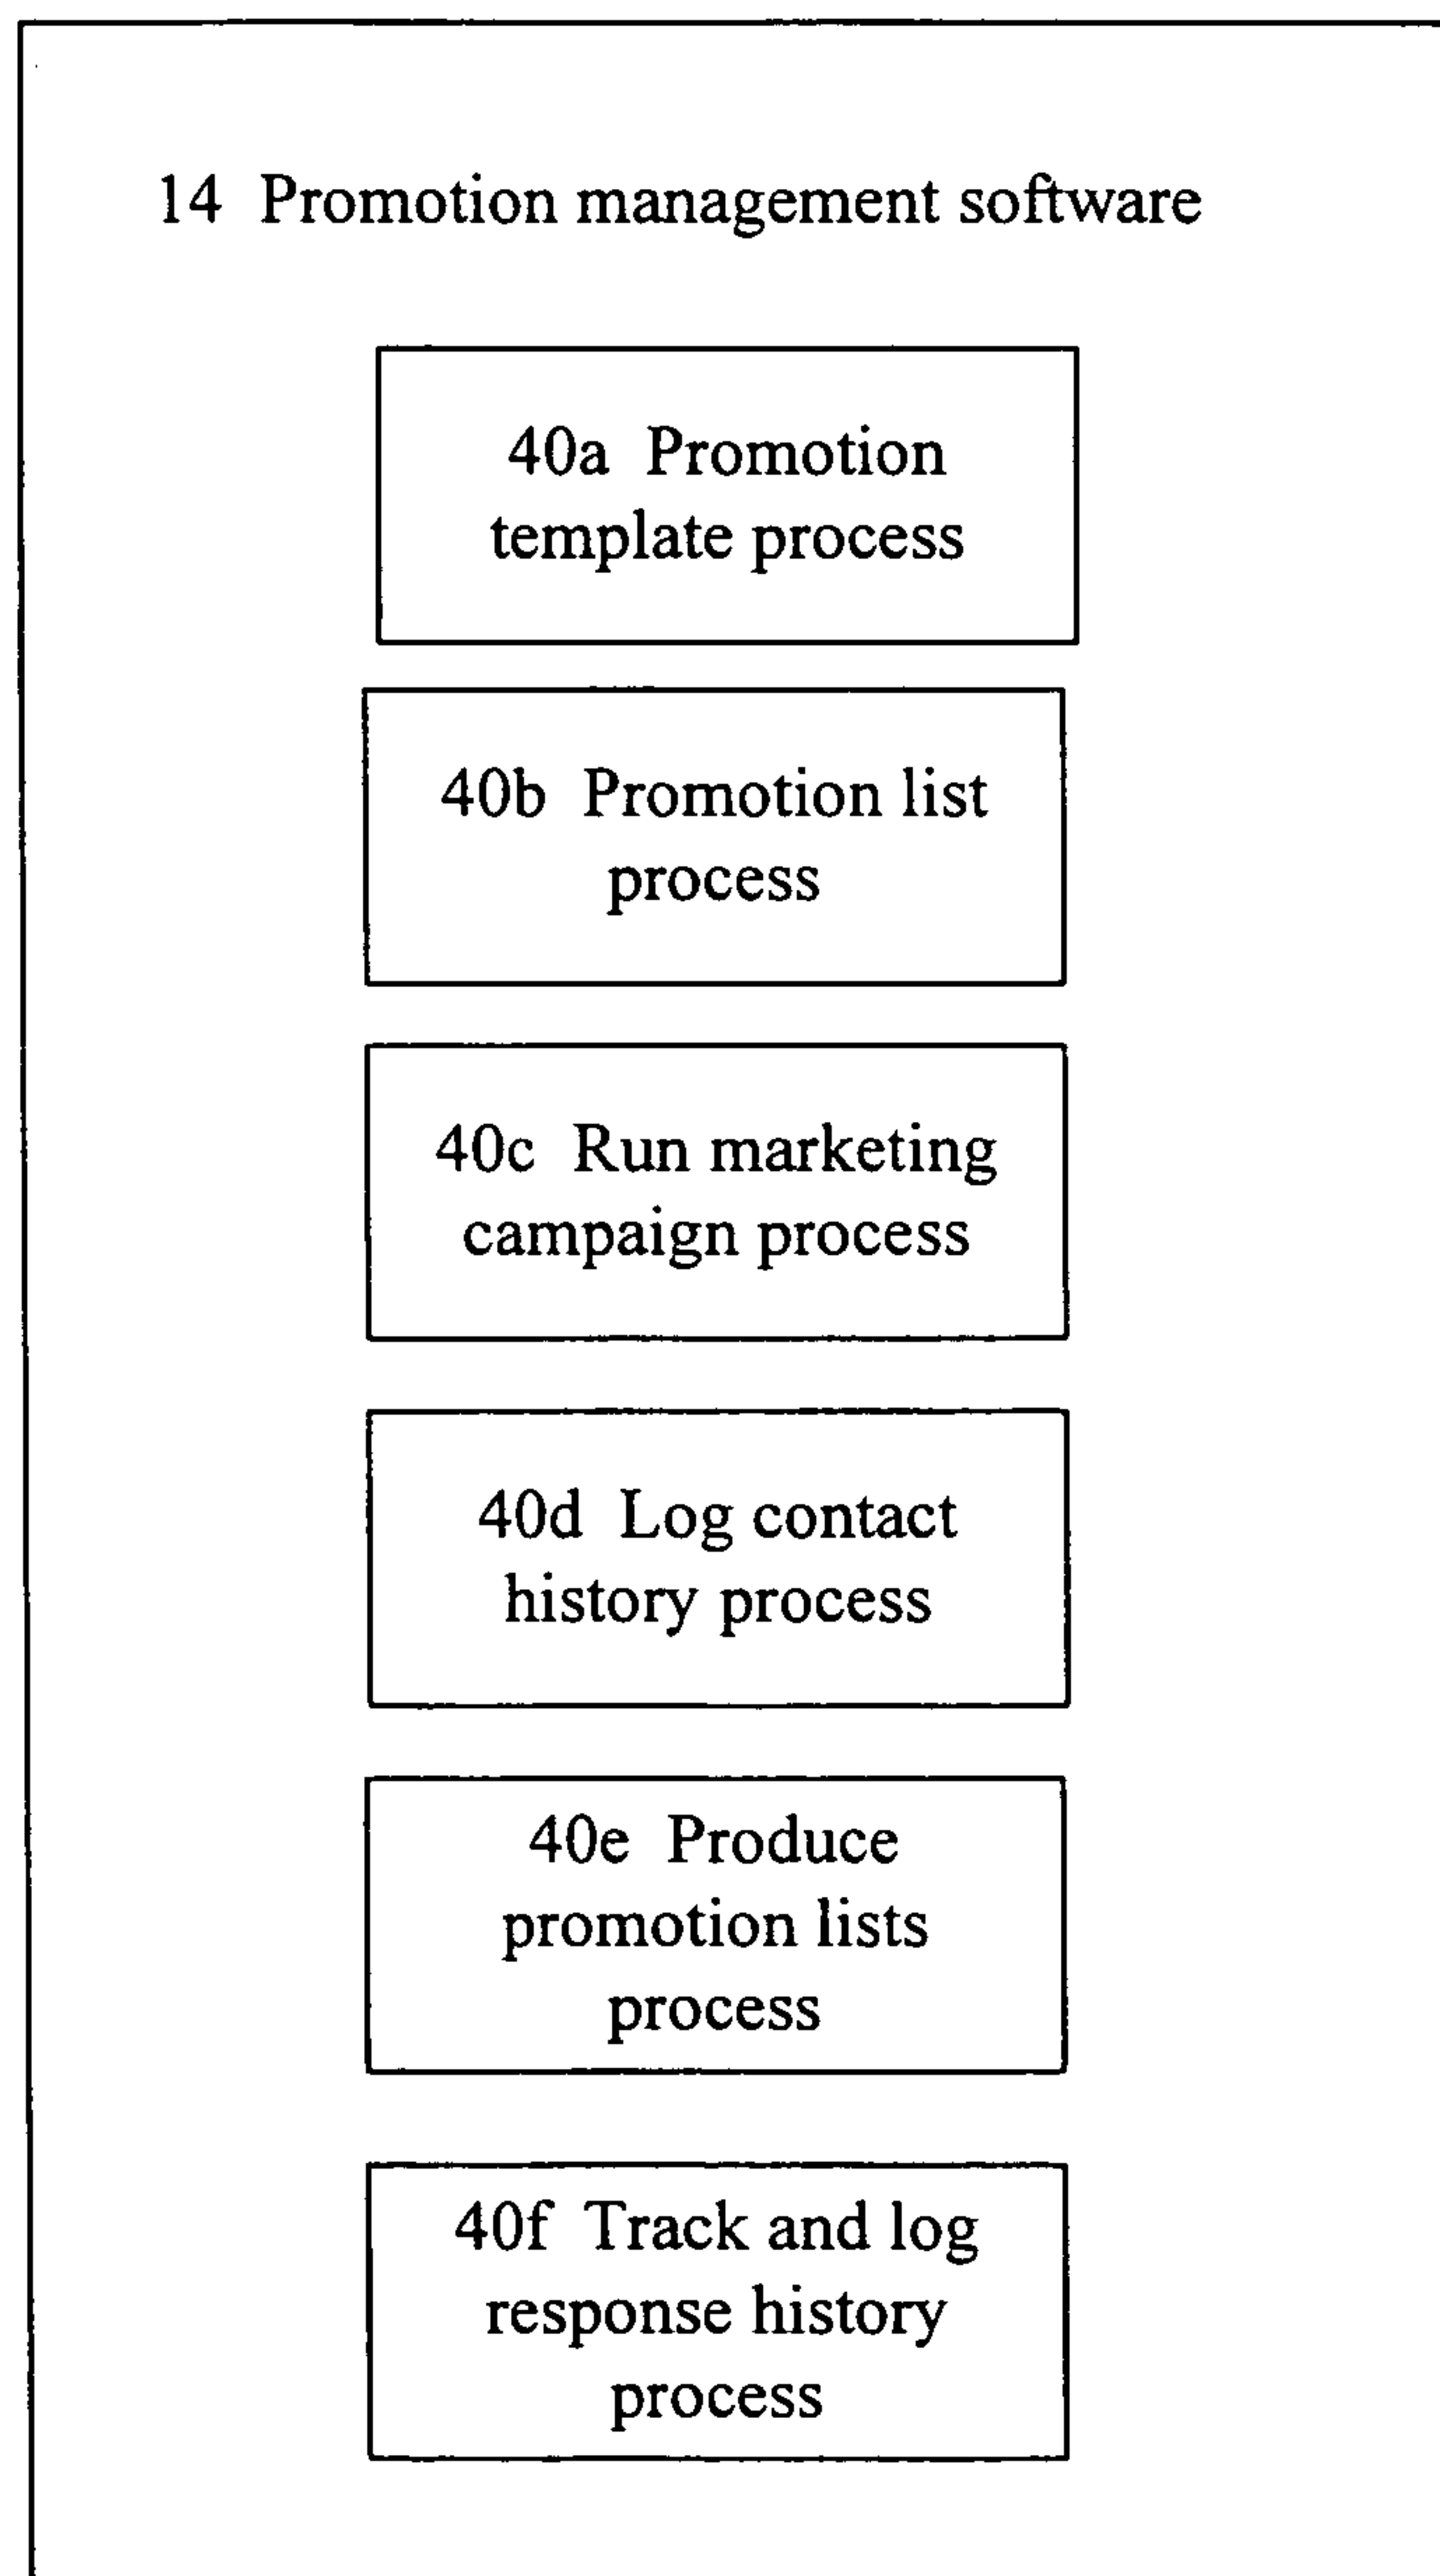 14 Promotion management software
40a Promotion
template process
40b Promotion list
process
40c Run marketing
campaign process
40d Log contact
history process
40e Produce
promotion lists
process
40f Track and log
response history
process